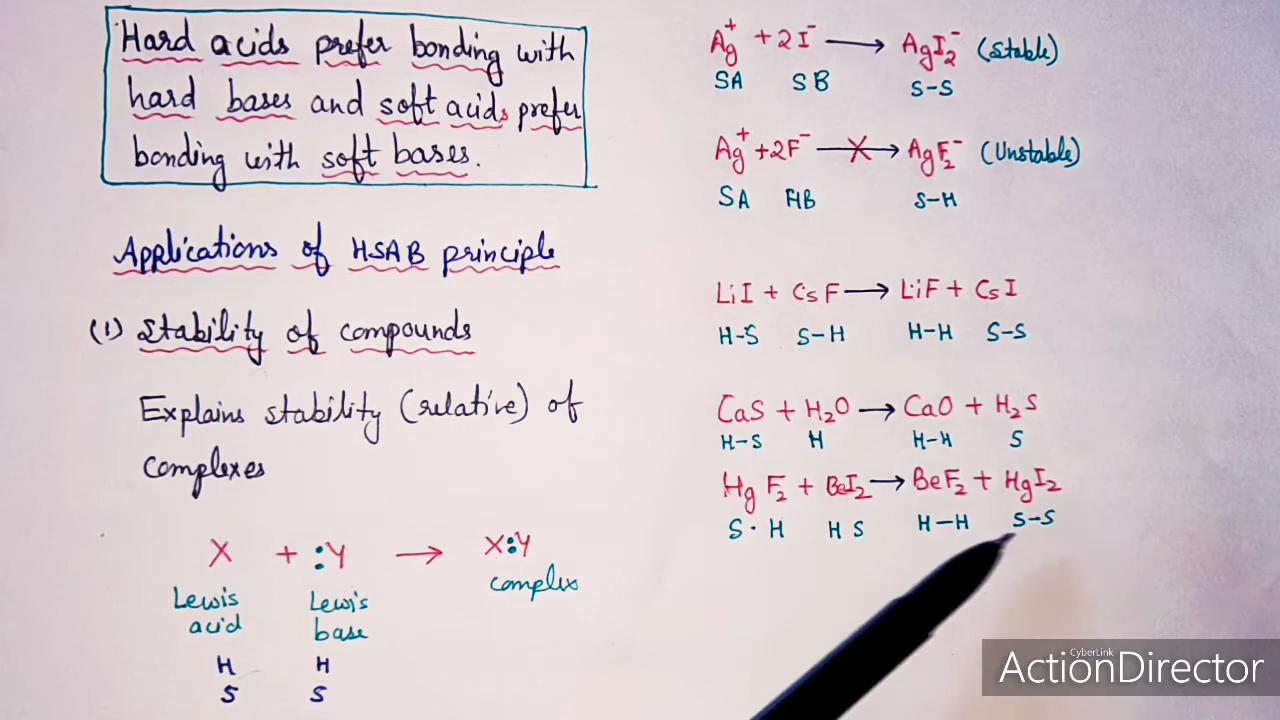 Hard acids prefer bonding with
hard bases and soft acids prefer
bonding with soft bases.
Applications of HSAB principle
(1) Stability of compounds
Explains stability (relative) of
complexes
X + :Y → X:Y
Lewis acid Lewis base complex
H H
S S
Ag⁺ + 2I⁻ → AgI₂⁻ (Stable)
SA SB S-S
Ag⁺ + 2F⁻ → AgF₂⁻ (Unstable)
SA HB S-H
LiI + CsF → LiF + CsI
H-S S-H H-H S-S
CaS + H₂O → CaO + H₂S
H-S H H-H S
HgF₂ + BeI₂ → BeF₂ + HgI₂
S·H H S H-H S-S
CyberLink
ActionDirector